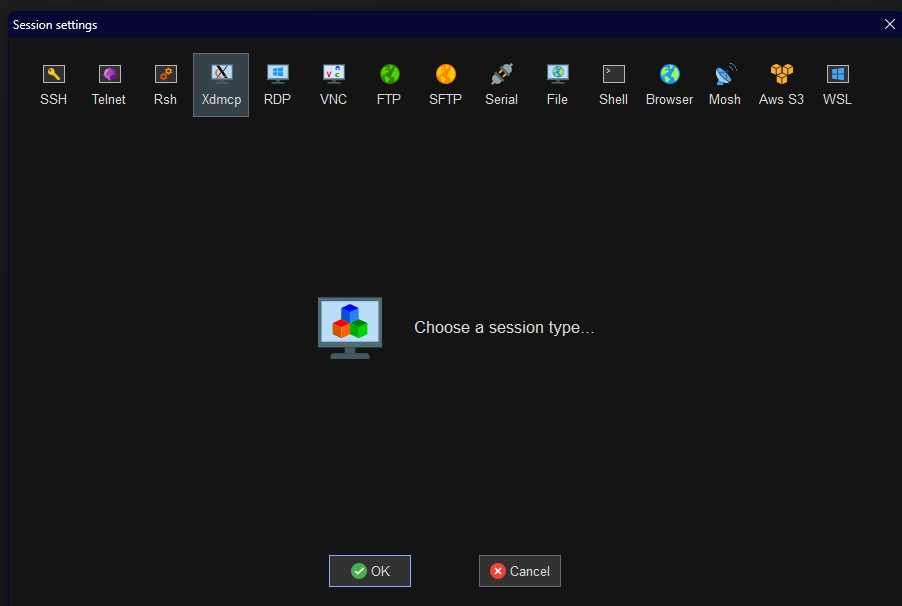 Session settings
SSH Telnet Rsh Xdmcp RDP VNC FTP SFTP Serial File Shell Browser Mosh Aws S3 WSL
Choose a session type...
OK Cancel